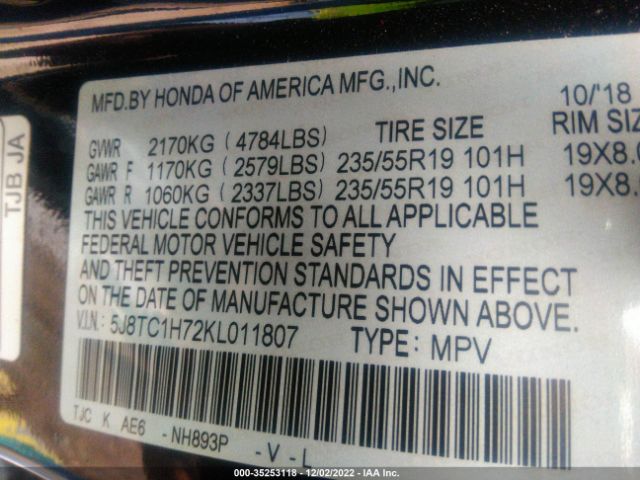 MFD.BY HONDA OF AMERICA MFG.,INC.
10/'18
GVWR 2170KG ( 4784LBS) TIRE SIZE RIM SIZ
GAWR F 1170KG ( 2579LBS) 235/55R19 101H 19X8.0
GAWR R 1060KG ( 2337LBS) 235/55R19 101H 19X8.
THIS VEHICLE CONFORMS TO ALL APPLICABLE
FEDERAL MOTOR VEHICLE SAFETY
AND THEFT PREVENTION STANDARDS IN EFFECT
ON THE DATE OF MANUFACTURE SHOWN ABOVE.
V.I.N.: 5J8TC1H72KL011807 TYPE: MPV
TJC K AE6 -NH893P -V-L
TJB JA
000-35253118 - 12/02/2022 - IAA Inc.